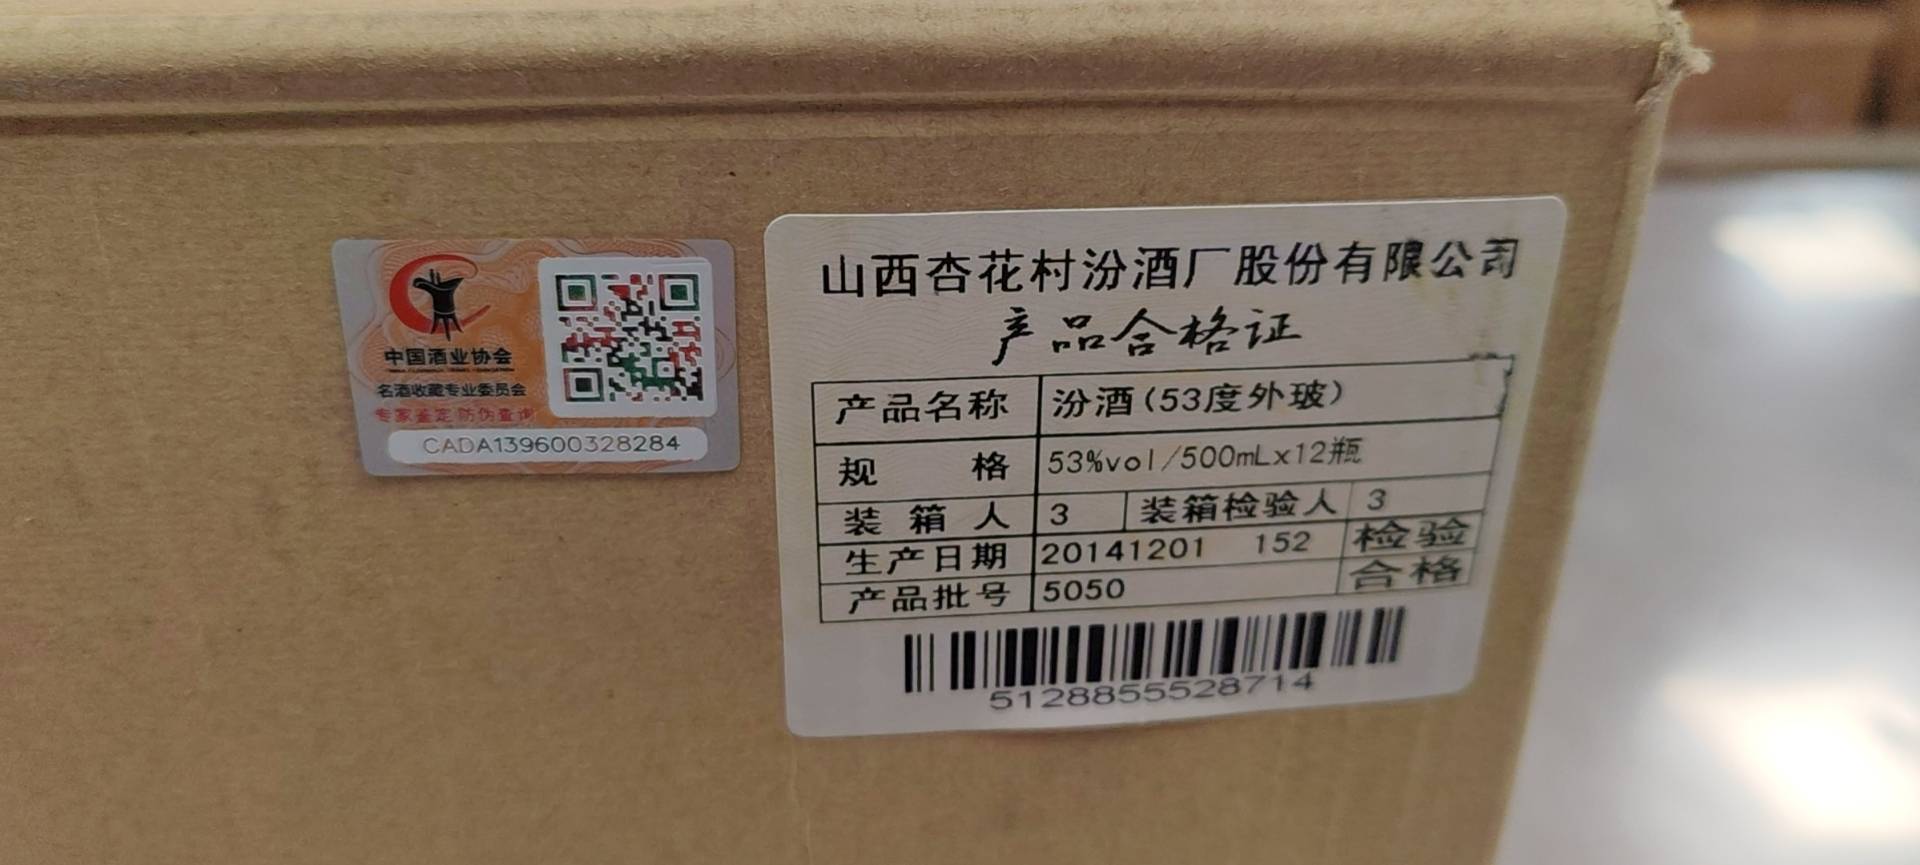 中国酒业协会
名酒收藏专业委员会
专家鉴定 防伪查询
CADA139600328284
山西杏花村汾酒厂股份有限公司
产品合格证
产品名称 汾酒(53度外玻)
规 格 53%vol/500mLx12瓶
装 箱 人 3 装箱检验人 3
生产日期 20141201 152 检验
产品批号 5050 合格
5128855528714